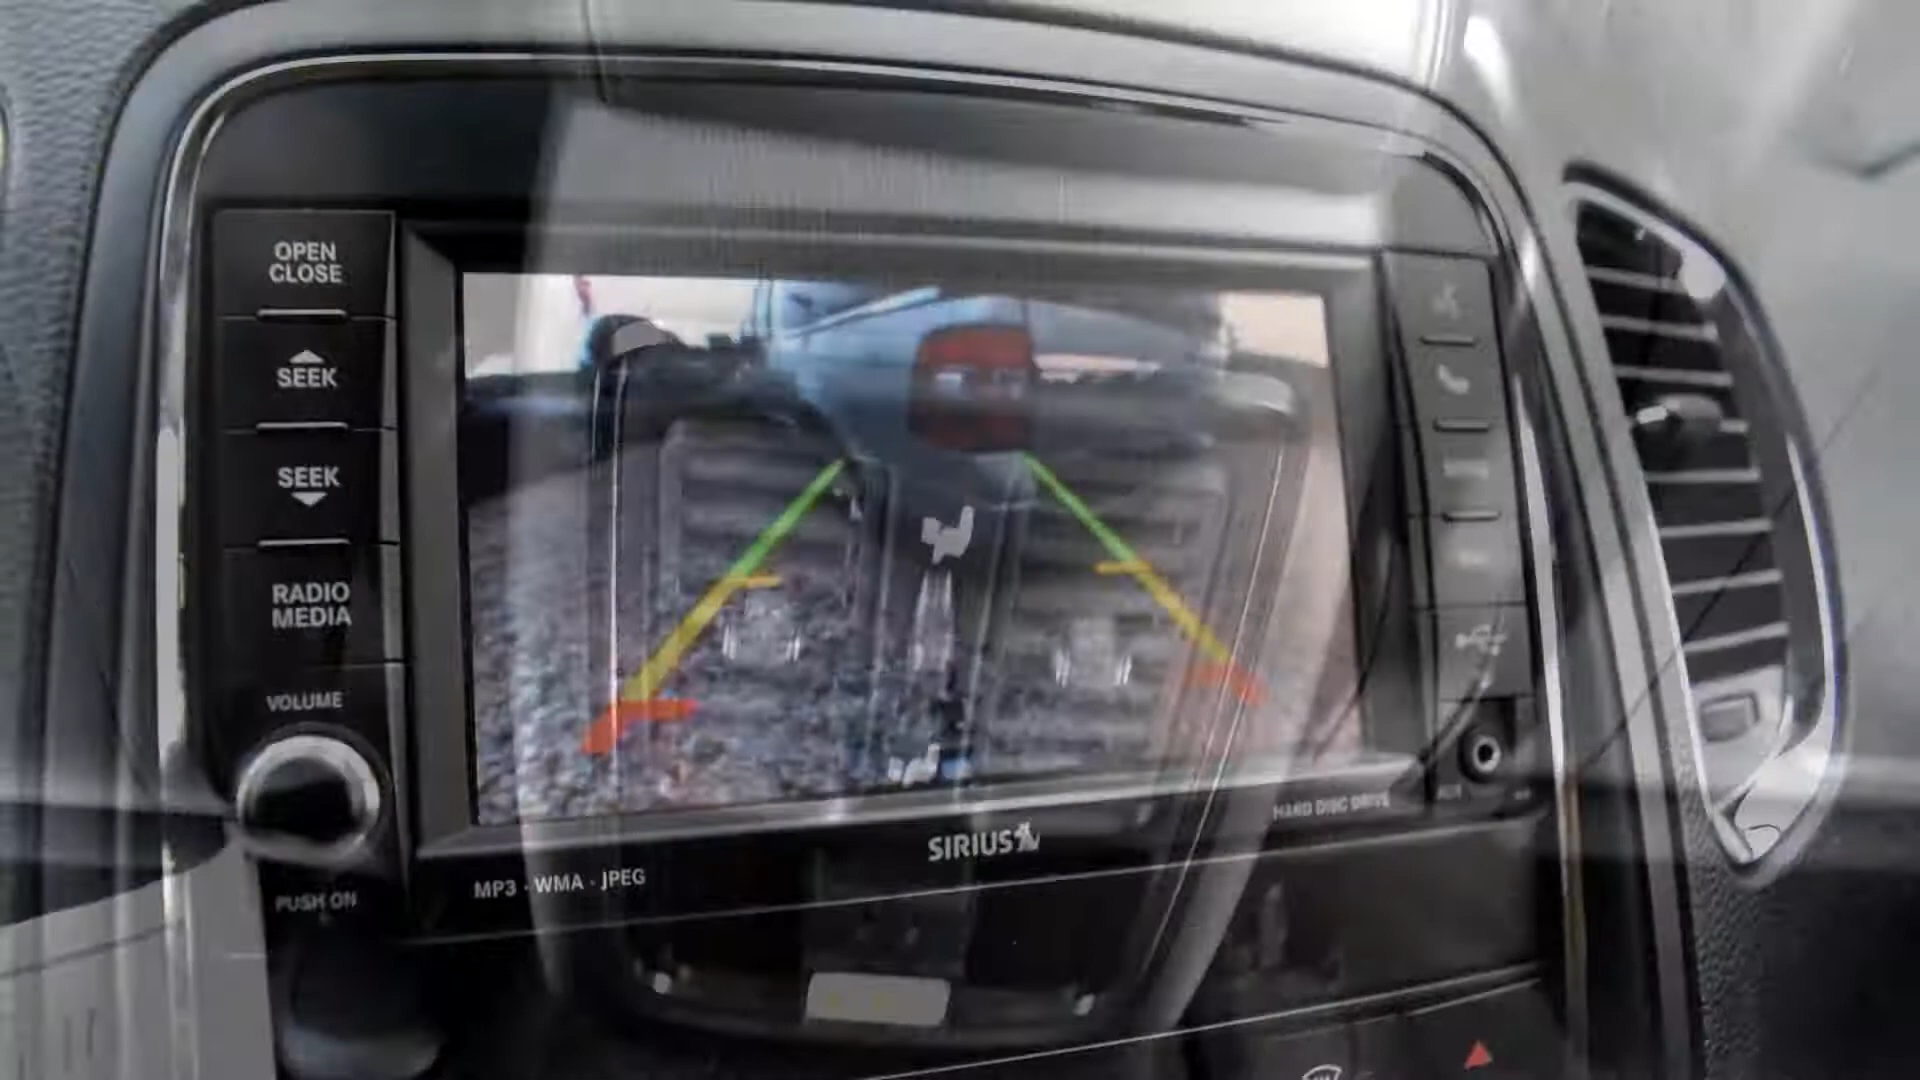 OPEN
CLOSE
SEEK
SEEK
RADIO
MEDIA
VOLUME
PUSH ON
MP3 · WMA · JPEG
SIRIUS
HARD DISC DRIVE